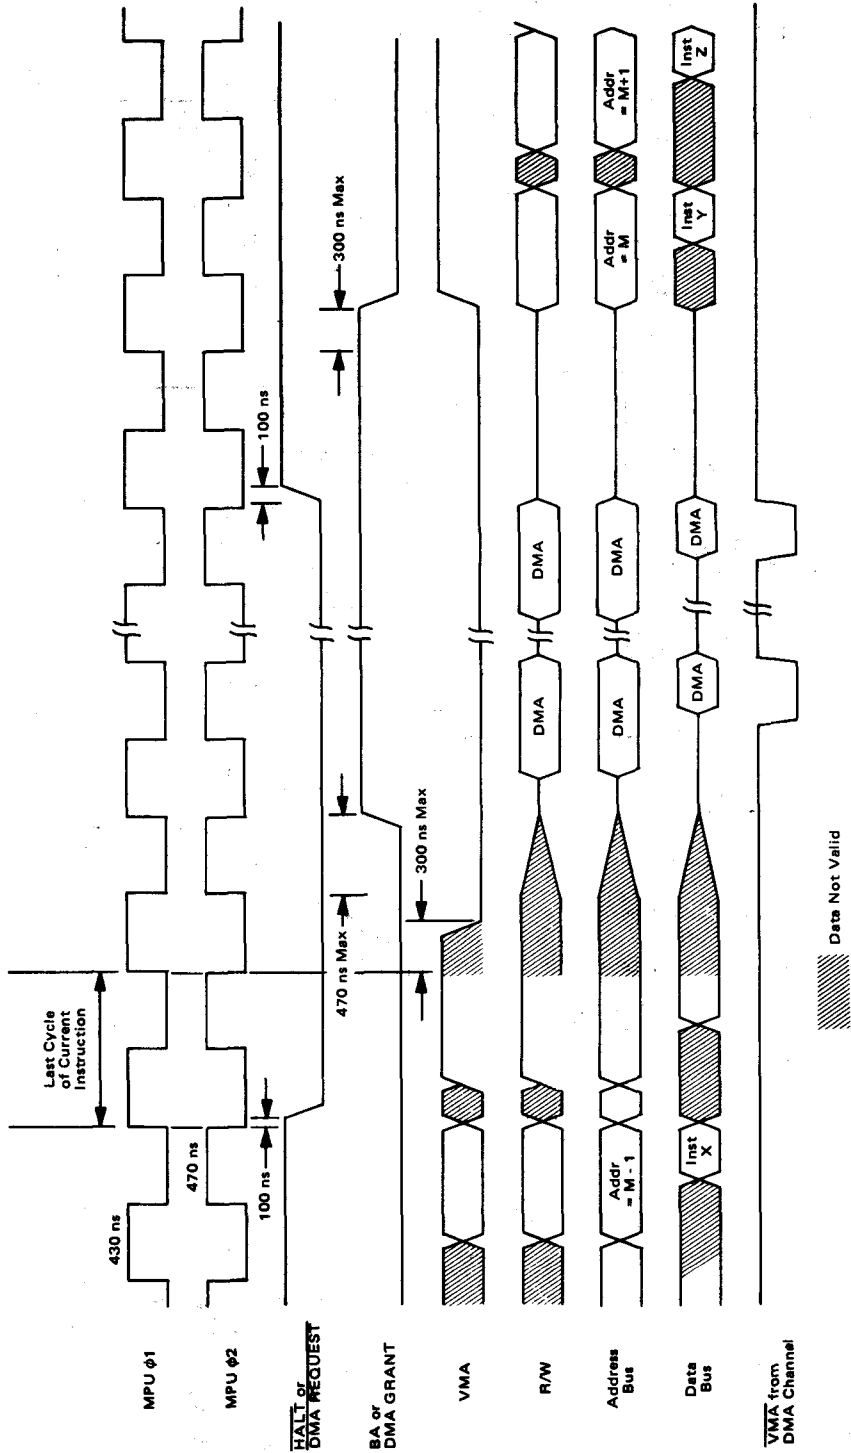 MPU φ1
430 ns
Last Cycle
of Current
Instruction
MPU φ2
470 ns
HALT or
DMA REQUEST
100 ns
100 ns
BA or
DMA GRANT
470 ns Max
300 ns Max
VMA
300 ns Max
R/W
DMA
DMA
Address
Bus
Addr
= M - 1
DMA
DMA
Addr
= M
Addr
= M+1
Data
Bus
Inst
X
DMA
DMA
Inst
Y
Inst
Z
VMA from
DMA Channel
Data Not Valid